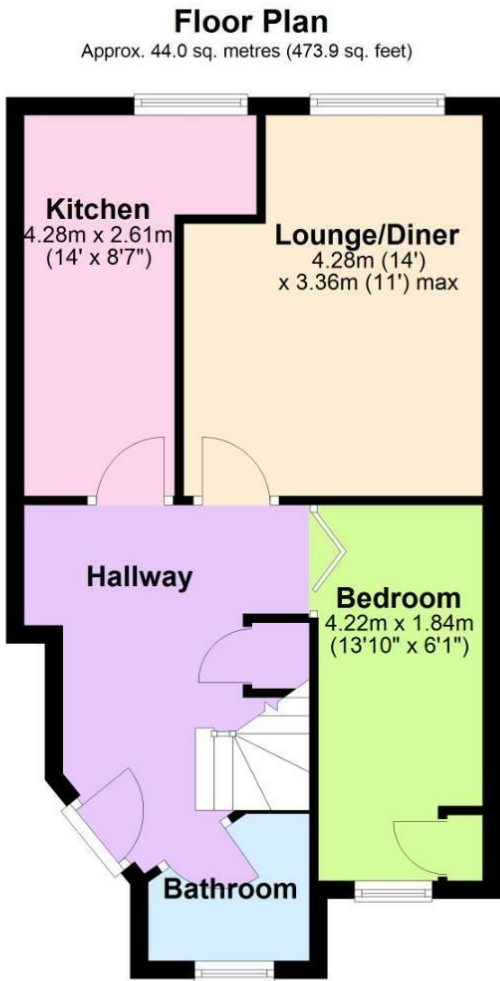 Floor Plan
Approx. 44.0 sq. metres (473.9 sq. feet)
Kitchen
4.28m x 2.61m
(14' x 8'7")
Lounge/Diner
4.28m (14')
x 3.36m (11') max
Hallway
Bedroom
4.22m x 1.84m
(13'10" x 6'1")
Bathroom